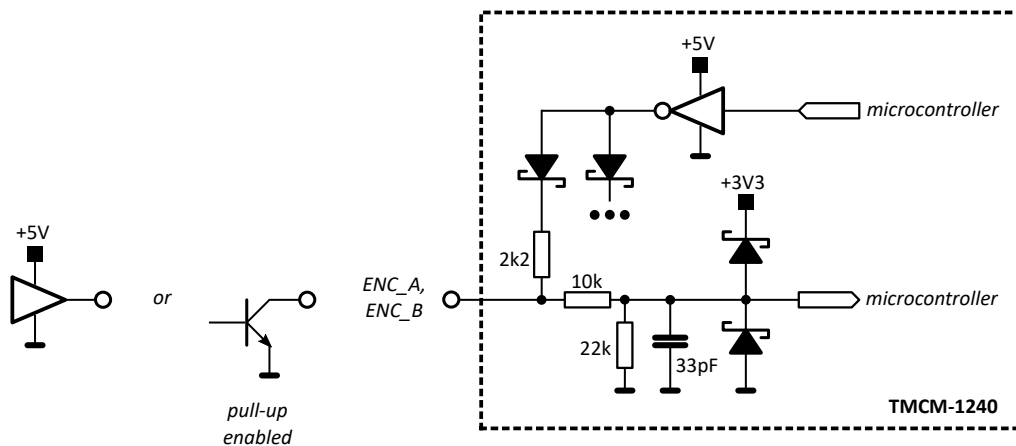 +5V
microcontroller
+3V3
+5V
2k2
or
ENC_A,
ENC_B
10k
microcontroller
22k
33pF
pull-up
enabled
TMCM-1240